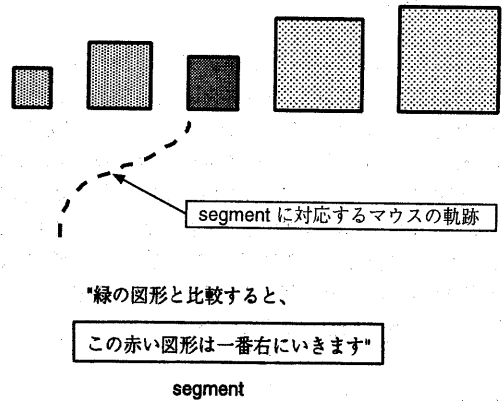 segment に対応するマウスの軌跡
"緑の図形と比較すると、
この赤い図形は一番右にいきます"
segment